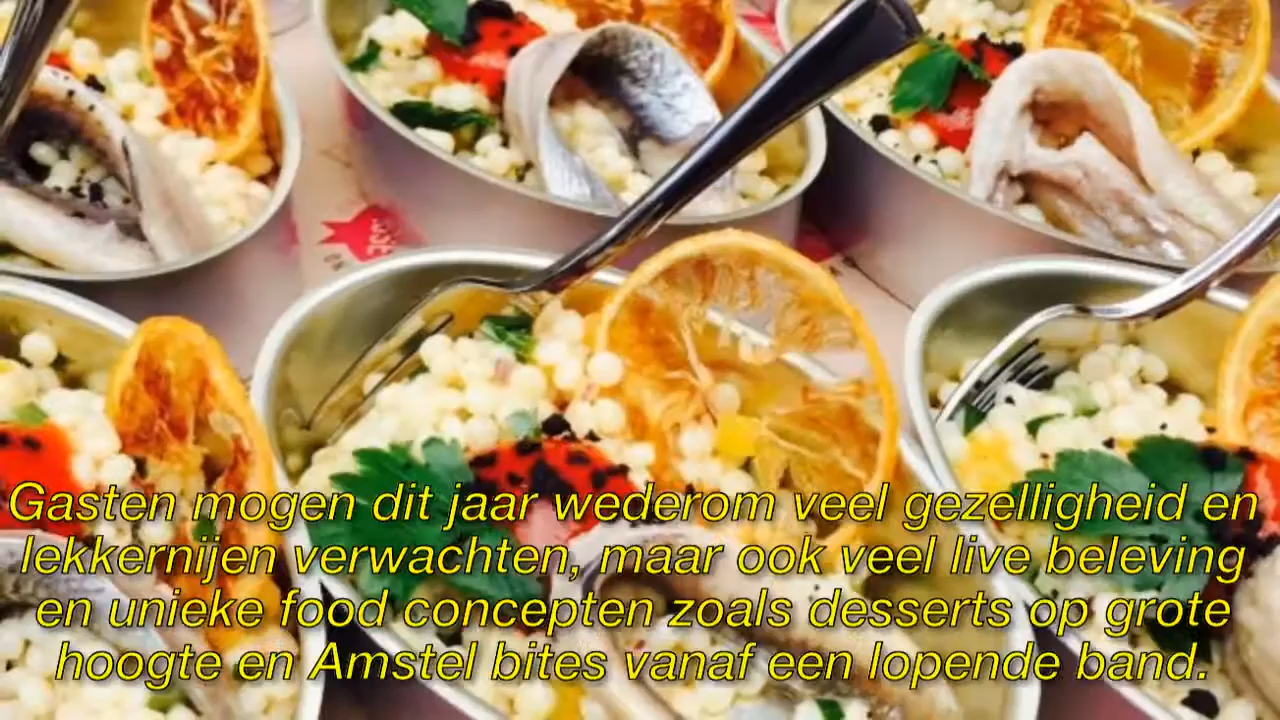 Gasten mogen dit jaar wederom veel gezelligheid en
lekkernijen verwachten, maar ook veel live beleving
en unieke food concepten zoals desserts op grote
hoogte en Amstel bites vanaf een lopende band.